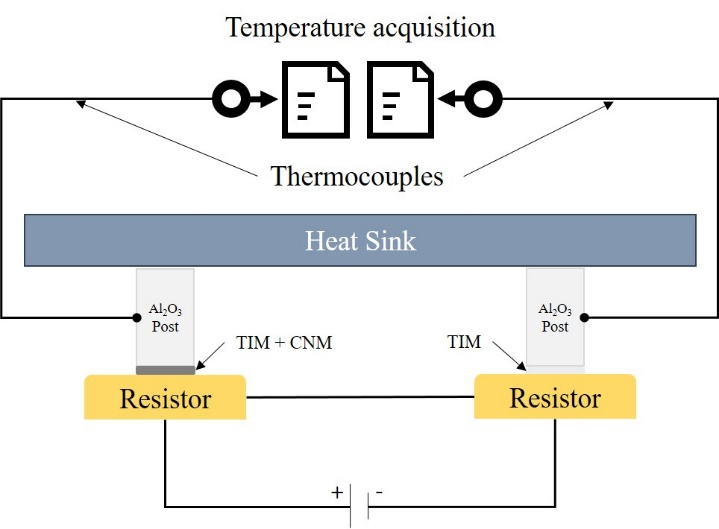 Temperature acquisition
Thermocouples
Heat Sink
Al₂O₃
Post
Al₂O₃
Post
TIM + CNM
TIM
Resistor
Resistor
+
-